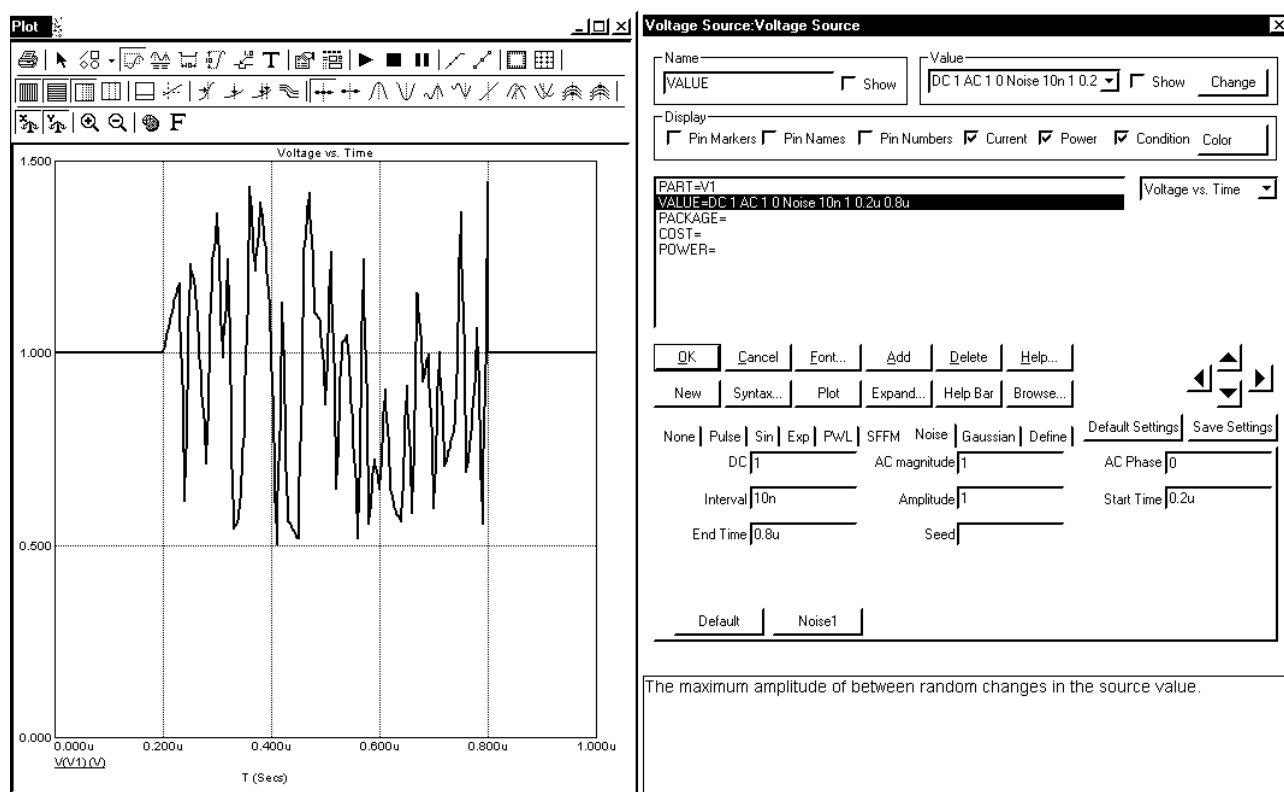 Plot
T
F
Voltage vs. Time
1.500
1.000
0.500
0.000
0.000u 0.200u 0.400u 0.600u 0.800u 1.000u
V(V1) (V)
T (Secs)
Voltage Source:Voltage Source
Name
VALUE Show
Value
DC 1 AC 1 0 Noise 10n 1 0.2 Show Change
Display
Pin Markers Pin Names Pin Numbers Current Power Condition Color
PART=V1
VALUE=DC 1 AC 1 0 Noise 10n 1 0.2u 0.8u
PACKAGE=
COST=
POWER=
Voltage vs. Time
OK Cancel Font... Add Delete Help...
New Syntax... Plot Expand... Help Bar Browse...
Default Settings Save Settings
None Pulse Sin Exp PWL SFFM Noise Gaussian Define
DC 1 AC magnitude 1 AC Phase 0
Interval 10n Amplitude 1 Start Time 0.2u
End Time 0.8u Seed
Default Noise1
The maximum amplitude of between random changes in the source value.